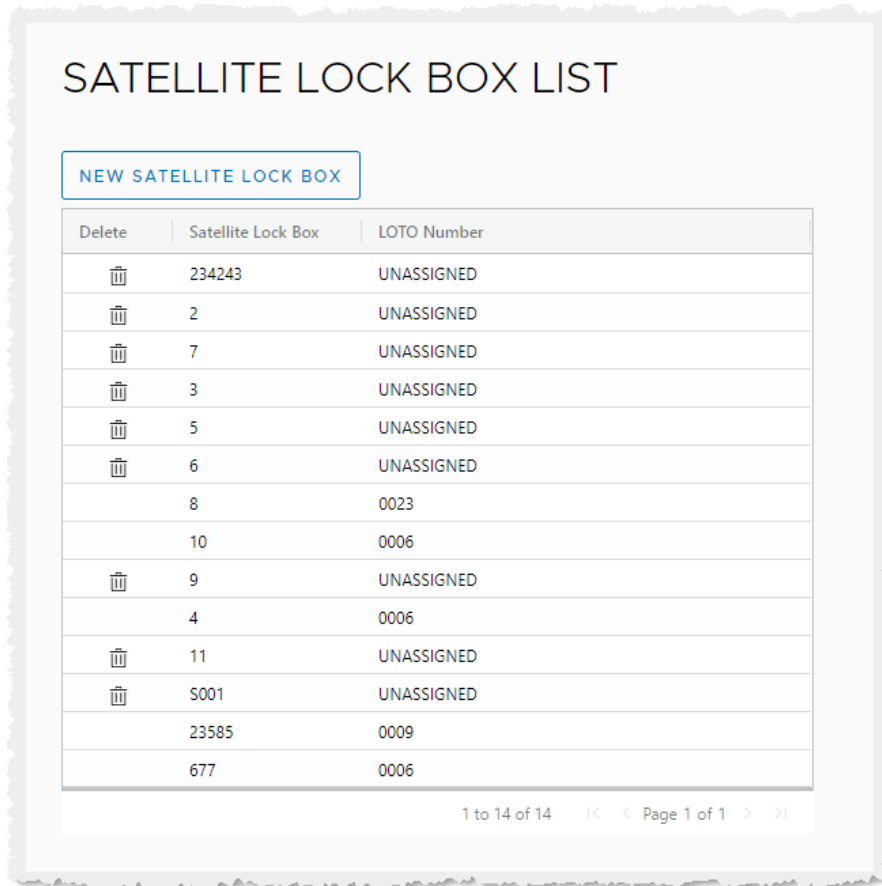 SATELLITE LOCK BOX LIST
NEW SATELLITE LOCK BOX
Delete Satellite Lock Box LOTO Number
234243 UNASSIGNED
2 UNASSIGNED
7 UNASSIGNED
3 UNASSIGNED
5 UNASSIGNED
6 UNASSIGNED
8 0023
10 0006
9 UNASSIGNED
4 0006
11 UNASSIGNED
S001 UNASSIGNED
23585 0009
677 0006
1 to 14 of 14 Page 1 of 1